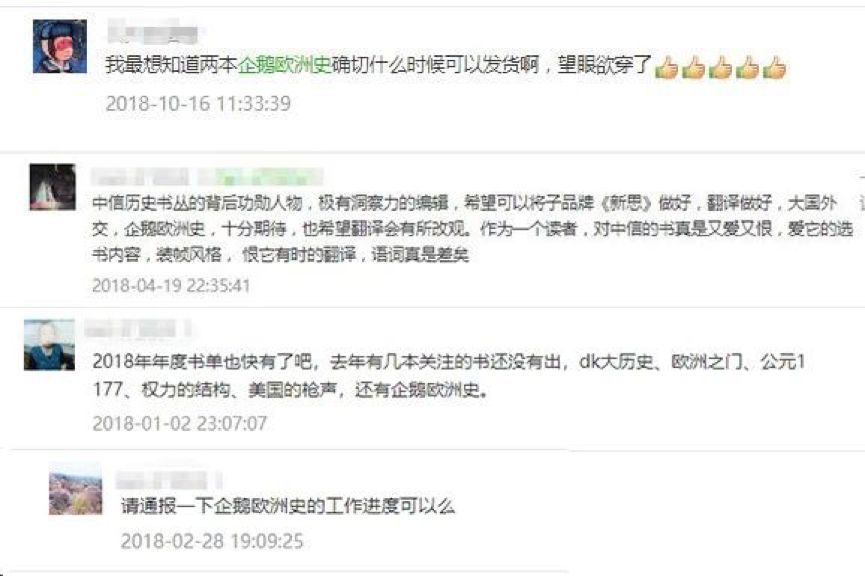 我最想知道两本企鹅欧洲史确切什么时候可以发货啊，望眼欲穿了👍👍👍👍👍
2018-10-16 11:33:39
中信历史书丛的背后功勋人物，极有洞察力的编辑，希望可以将子品牌《新思》做好，翻译做好，大国外
交，企鹅欧洲史，十分期待，也希望翻译会有所改观。作为一个读者，对中信的书真是又爱又恨，爱它的选
书内容，装帧风格， 恨它有时的翻译，语词真是差矣
2018-04-19 22:35:41
2018年年度书单也快有了吧，去年有几本关注的书还没有出，dk大历史、欧洲之门、公元1
177、权力的结构、美国的枪声，还有企鹅欧洲史。
2018-01-02 23:07:07
请通报一下企鹅欧洲史的工作进度可以么
2018-02-28 19:09:25